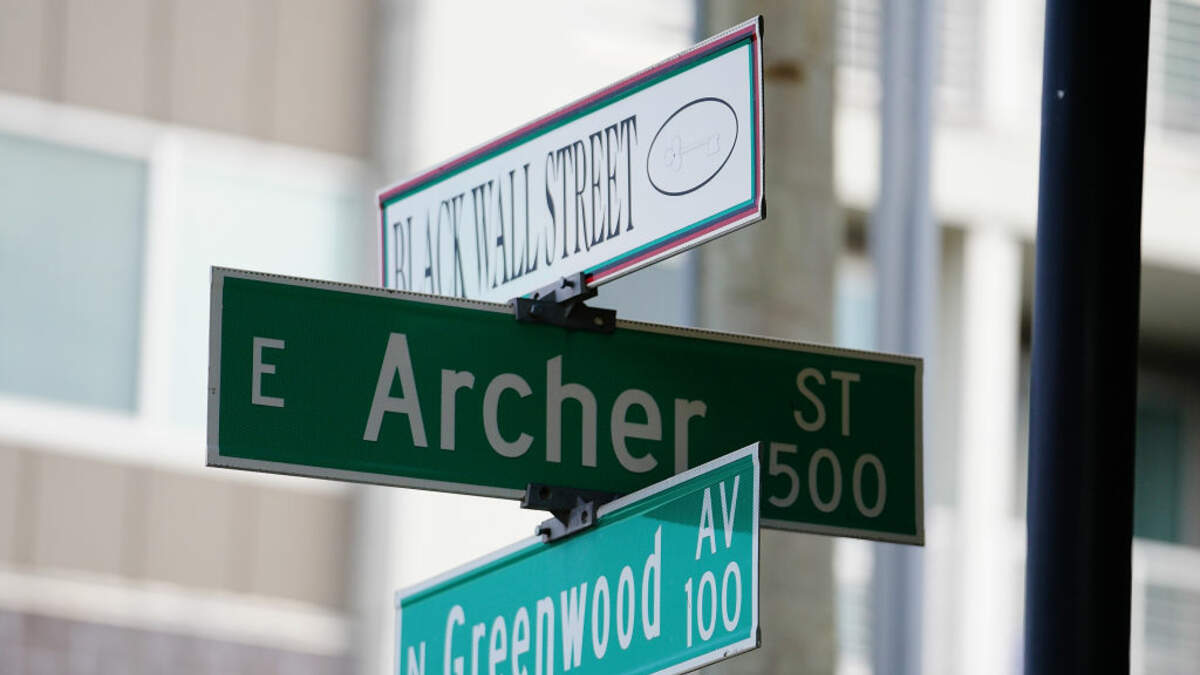 BLACK WALL STREET
E Archer ST
500
N Greenwood AV
100